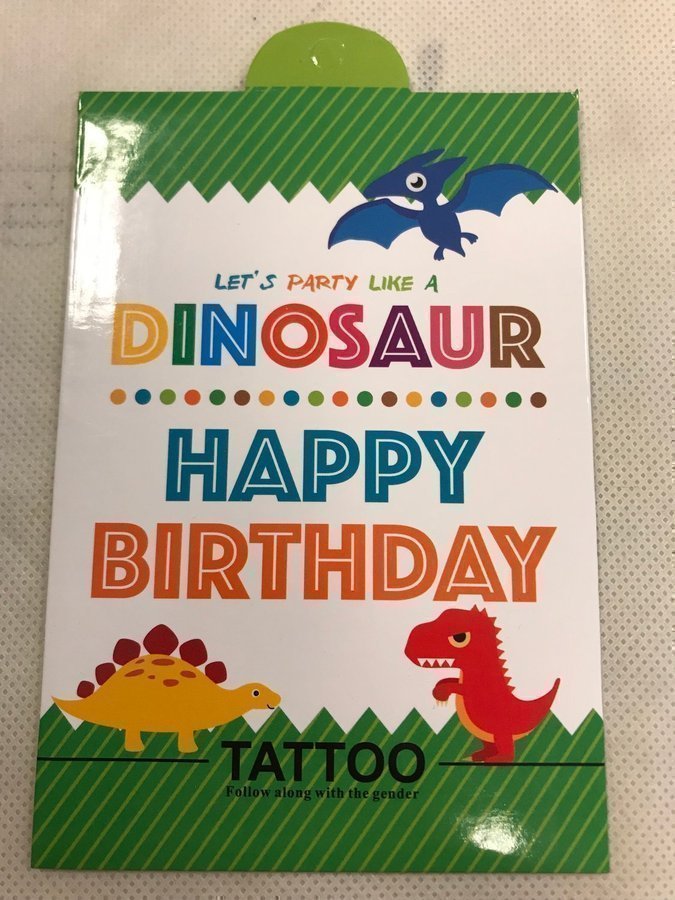 LET'S PARTY LIKE A
DINOSAUR
HAPPY
BIRTHDAY
TATTOO
Follow along with the gender